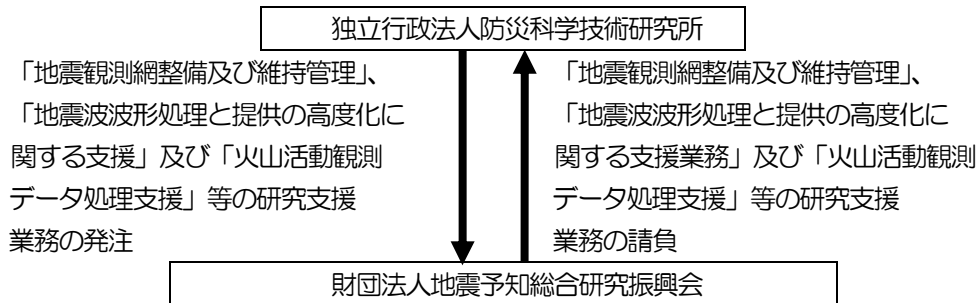 独立行政法人防災科学技術研究所
「地震観測網整備及び維持管理」、
「地震波波形処理と提供の高度化に
関する支援」及び「火山活動観測
データ処理支援」等の研究支援
業務の発注
「地震観測網整備及び維持管理」、
「地震波波形処理と提供の高度化に
関する支援業務」及び「火山活動観測
データ処理支援」等の研究支援
業務の請負
財団法人地震予知総合研究振興会